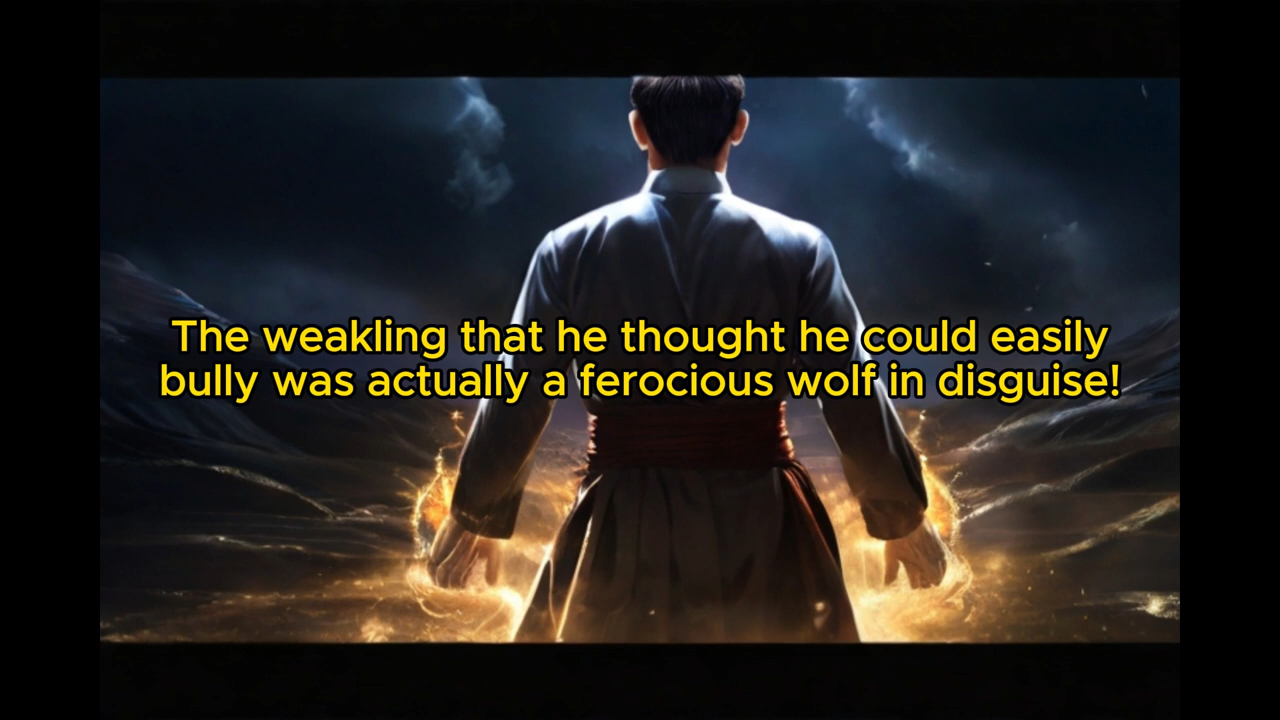 The weakling that he thought he could easily
bully was actually a ferocious wolf in disguise!